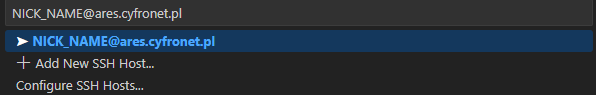 NICK_NAME@ares.cyfronet.pl
NICK_NAME@ares.cyfronet.pl
Add New SSH Host...
Configure SSH Hosts...